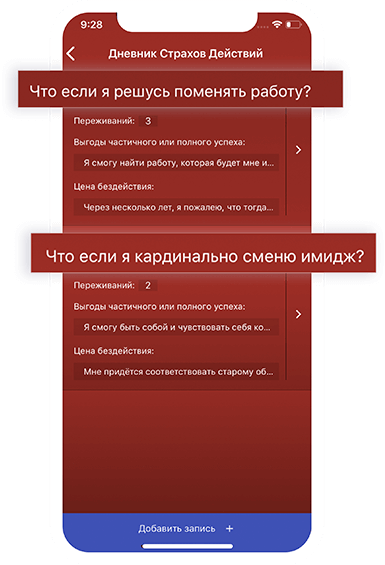 9:28
Дневник Страхов Действий
Что если я решусь поменять работу?
Переживаний: 3
Выгоды частичного или полного успеха:
Я смогу найти работу, которая будет мне и...
Цена бездействия:
Через несколько лет, я пожалею, что тогда...
Что если я кардинально сменю имидж?
Переживаний: 2
Выгоды частичного или полного успеха:
Я смогу быть собой и чувствовать себя ко...
Цена бездействия:
Мне придётся соответствовать старому об...
Добавить запись +